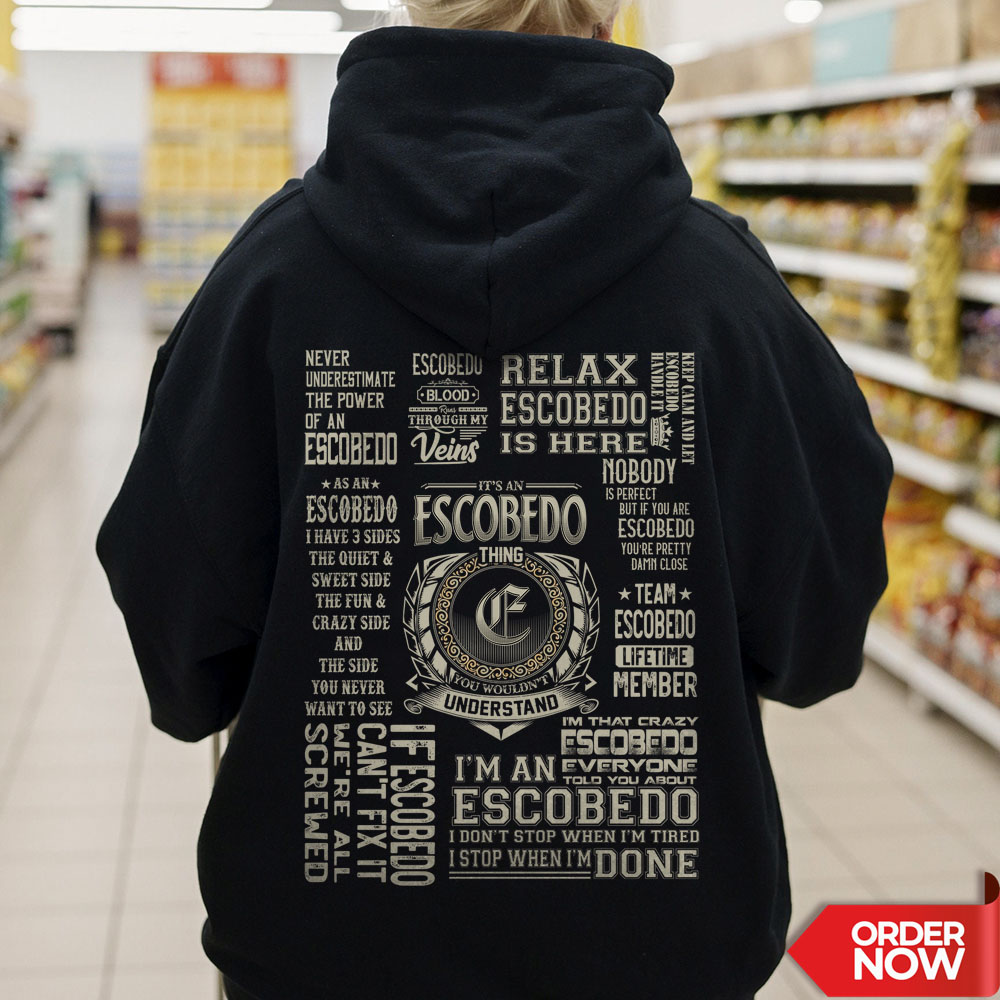 NEVER
UNDERESTIMATE
THE POWER
OF AN
ESCOBEDO
ESCOBEDO
BLOOD
Runs
THROUGH MY
Veins
RELAX
ESCOBEDO
IS HERE
KEEP CALM AND LET
ESCOBEDO
HANDLE IT
NOBODY
IS PERFECT
BUT IF YOU ARE
ESCOBEDO
YOU'RE PRETTY
DAMN CLOSE
★ AS AN ★
ESCOBEDO
I HAVE 3 SIDES
THE QUIET &
SWEET SIDE
THE FUN &
CRAZY SIDE
AND
THE SIDE
YOU NEVER
WANT TO SEE
IT'S AN
ESCOBEDO
THING
E
YOU WOULDN'T
UNDERSTAND
★ TEAM ★
ESCOBEDO
LIFETIME
MEMBER
IF ESCOBEDO
CAN'T FIX IT
WE'RE ALL
SCREWED
IM THAT CRAZY
ESCOBEDO
EVERYONE
TOLD YOU ABOUT
I'M AN
ESCOBEDO
I DON'T STOP WHEN I'M TIRED
I STOP WHEN I'M DONE
ORDER
NOW